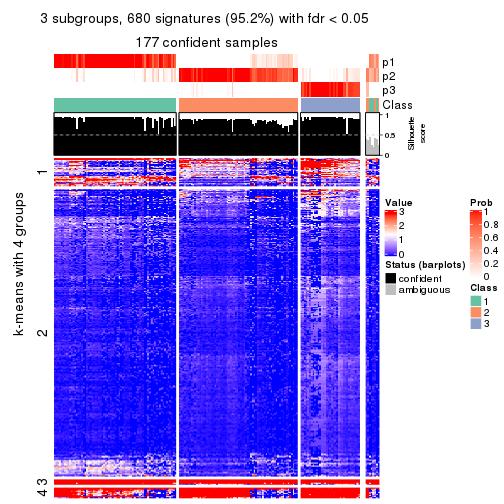 3 subgroups, 680 signatures (95.2%) with fdr < 0.05
177 confident samples
p1
p2
p3
Class
1
0.5
0
Silhouette
score
k-means with 4 groups
1
2
3
4
Value
3
2
1
0
Status (barplots)
confident
ambiguous
Prob
1
0.8
0.6
0.4
0.2
0
Class
1
2
3